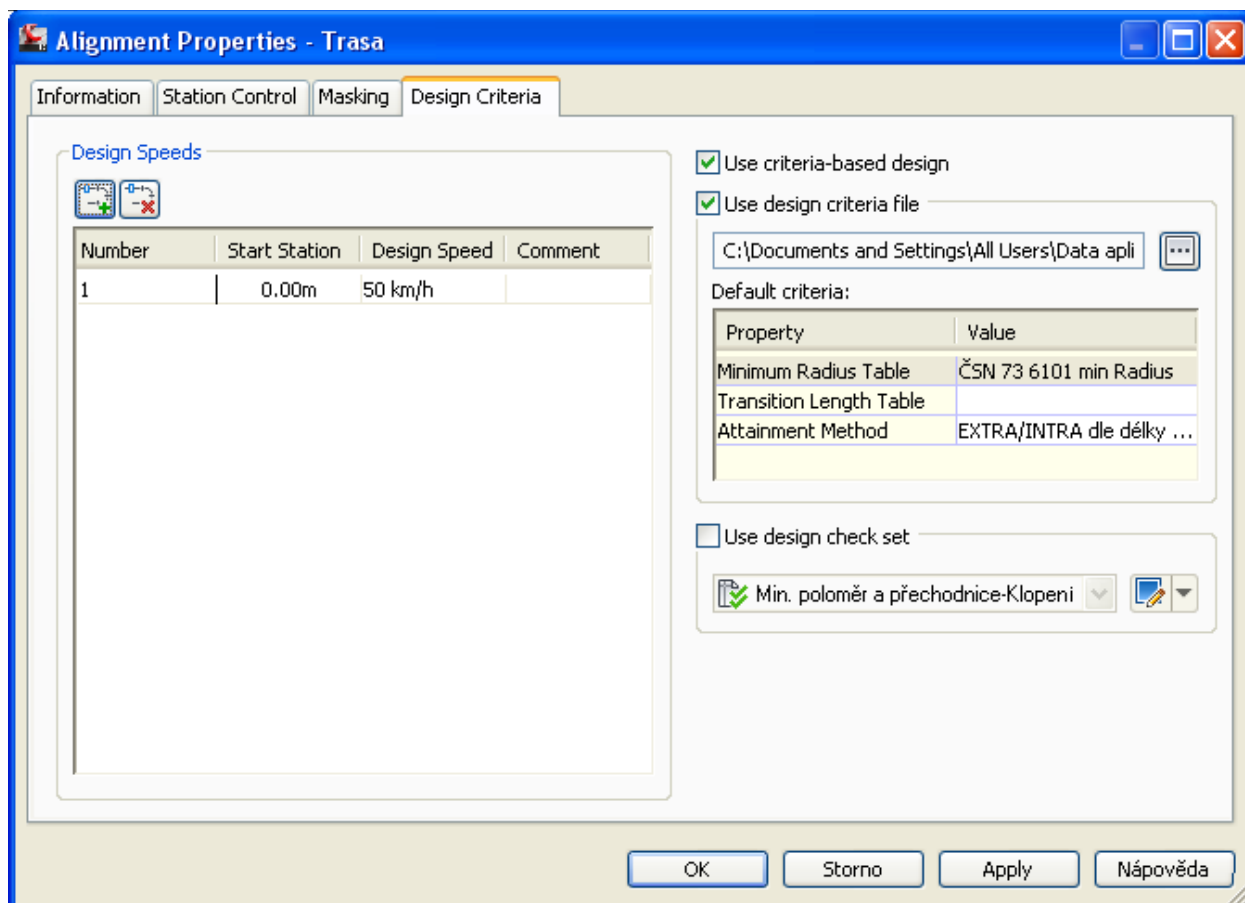 Alignment Properties - Trasa
Information Station Control Masking Design Criteria
Design Speeds
Number Start Station Design Speed Comment
1 0.00m 50 km/h
Use criteria-based design
Use design criteria file
C:\Documents and Settings\All Users\Data apli
...
Default criteria:
Property Value
Minimum Radius Table ČSN 73 6101 min Radius
Transition Length Table
Attainment Method EXTRA/INTRA dle délky ...
Use design check set
Min. poloměr a přechodnice-Klopeni
OK Storno Apply Nápověda